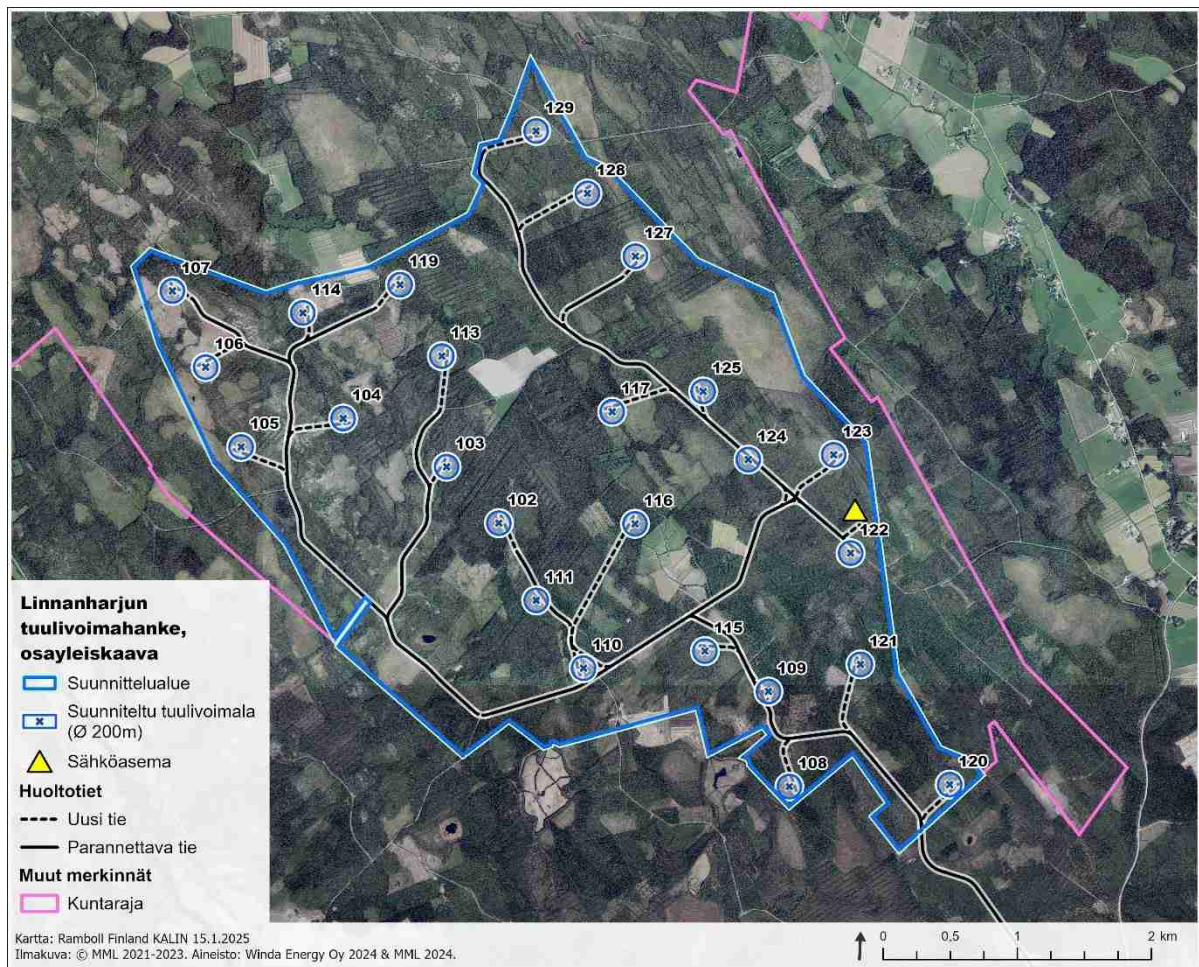 129
128
127
107
119
114
113
106
125
117
104
105
123
124
103
102
116
122
111
110
115
121
109
120
108
Linnanharjun
tuulivoimahanke,
osayleiskaava
Suunnittelualue
Suunniteltu tuulivoimala
(Ø 200m)
Sähköasema
Huoltotiet
Uusi tie
Parannettava tie
Muut merkinnät
Kuntaraja
Kartta: Ramboll Finland KALIN 15.1.2025
Ilmakuva: © MML 2021-2023. Aineisto: Winda Energy Oy 2024 & MML 2024.
0 0,5 1 2 km